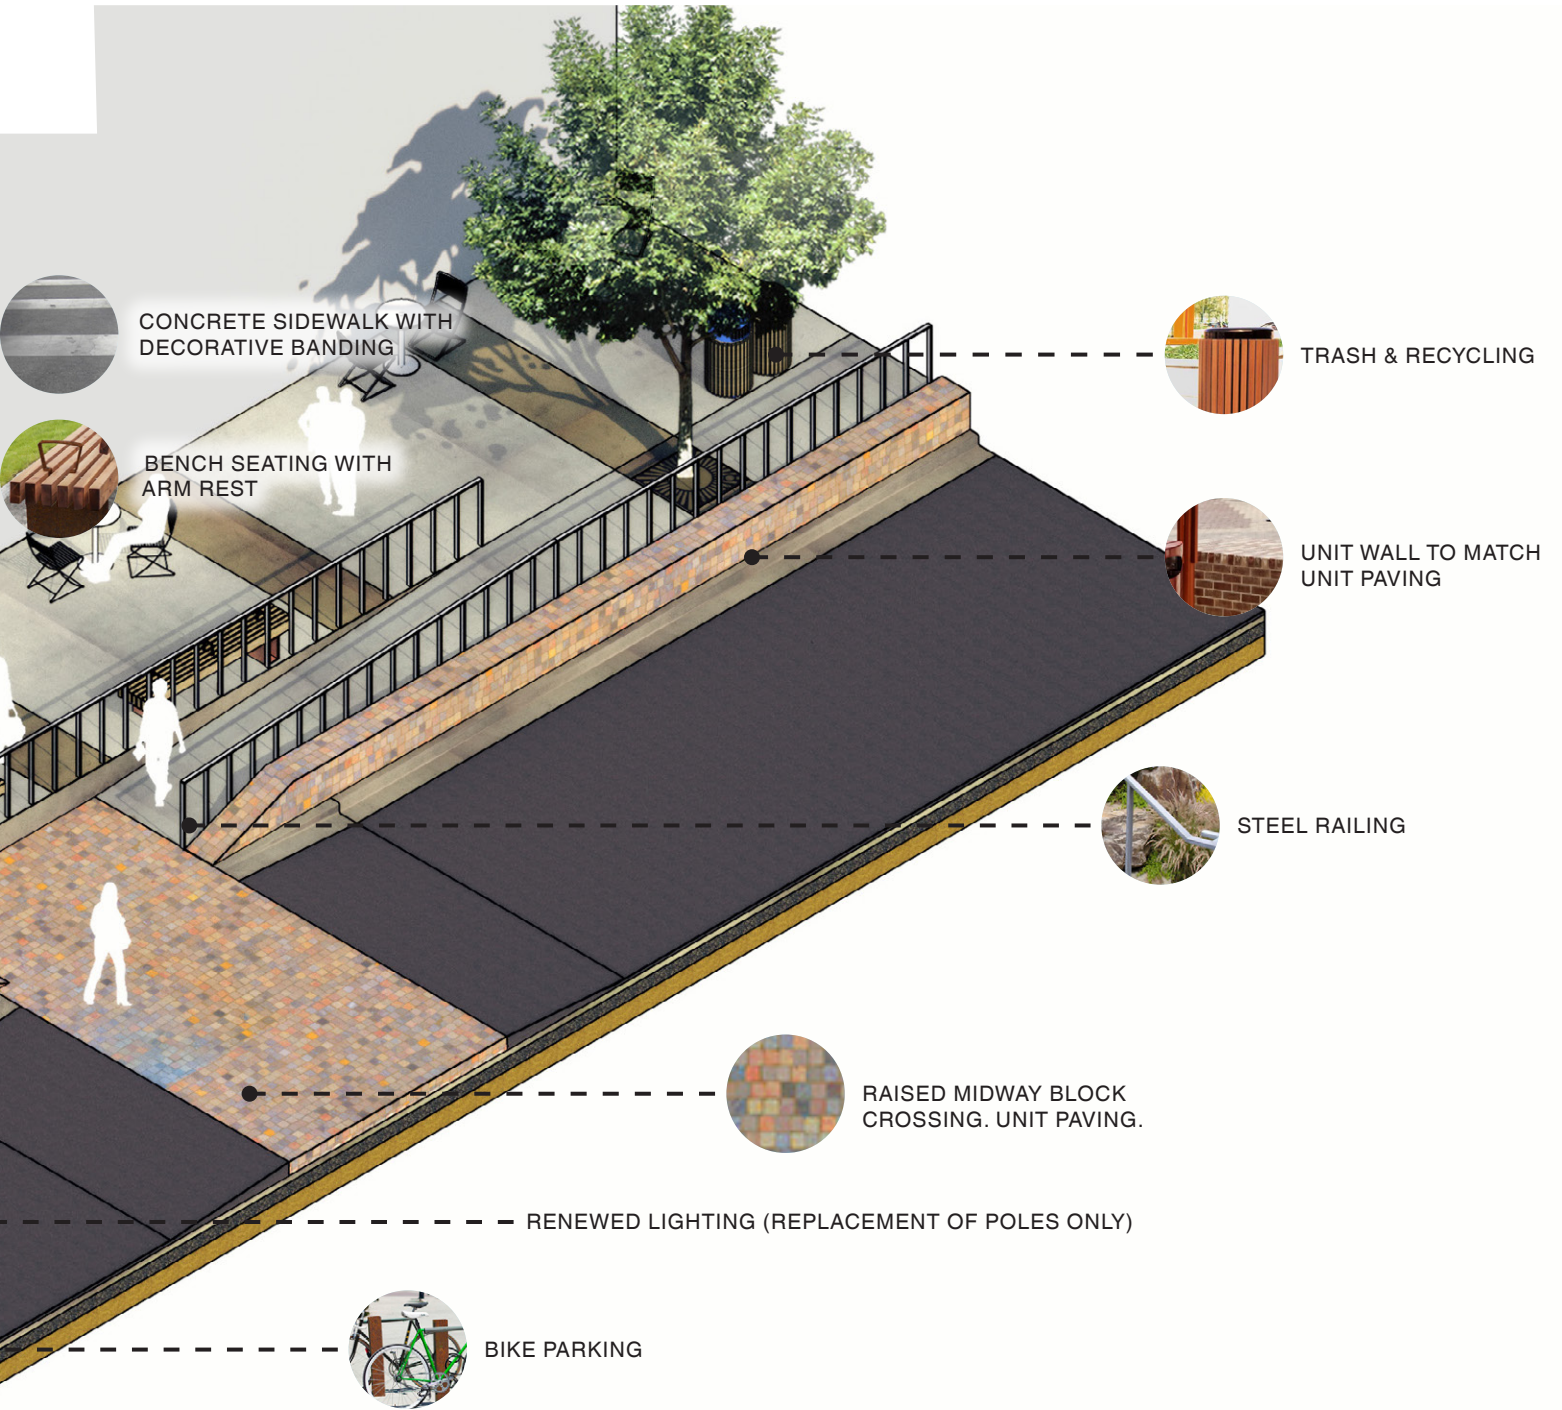 CONCRETE SIDEWALK WITH
DECORATIVE BANDING
TRASH & RECYCLING
BENCH SEATING WITH
ARM REST
UNIT WALL TO MATCH
UNIT PAVING
STEEL RAILING
RAISED MIDWAY BLOCK
CROSSING. UNIT PAVING.
RENEWED LIGHTING (REPLACEMENT OF POLES ONLY)
BIKE PARKING